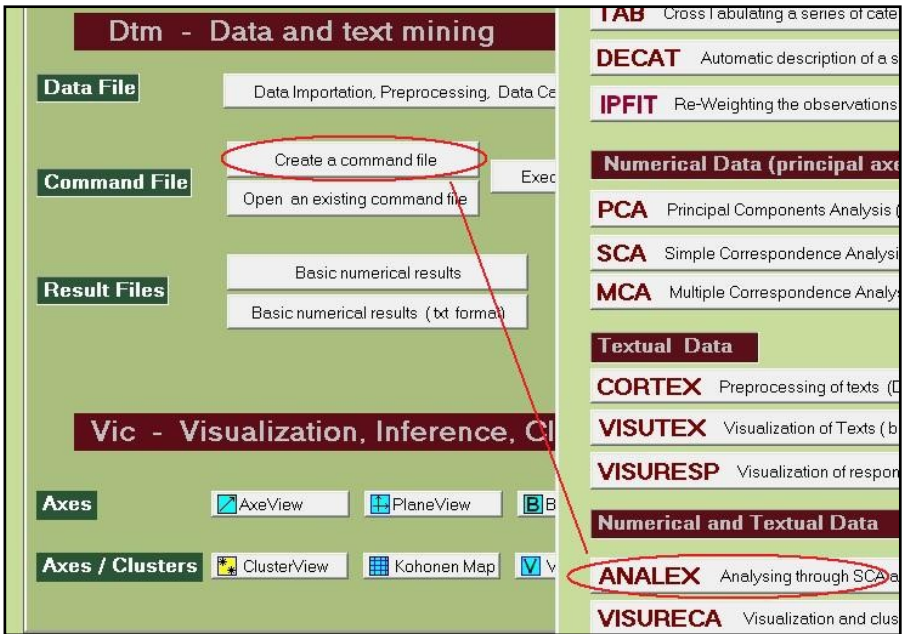 Dtm - Data and text mining
Data File
Data Importation, Preprocessing, Data Ca
Command File
Create a command file
Open an existing command file
Exec
Result Files
Basic numerical results
Basic numerical results ( txt format)
Vic - Visualization, Inference, Cl
Axes
AxeView
PlaneView
B B
Axes / Clusters
ClusterView
Kohonen Map
V V
TAB Cross Tabulating a series of cate
DECAT Automatic description of a s
IPFIT Re-Weighting the observations
Numerical Data (principal axe
PCA Principal Components Analysis (
SCA Simple Correspondence Analysi
MCA Multiple Correspondence Analy
Textual Data
CORTEX Preprocessing of texts (D
VISUTEX Visualization of Texts ( b
VISURESP Visualization of respon
Numerical and Textual Data
ANALEX Analysing through SCA a
VISURECA Visualization and clus